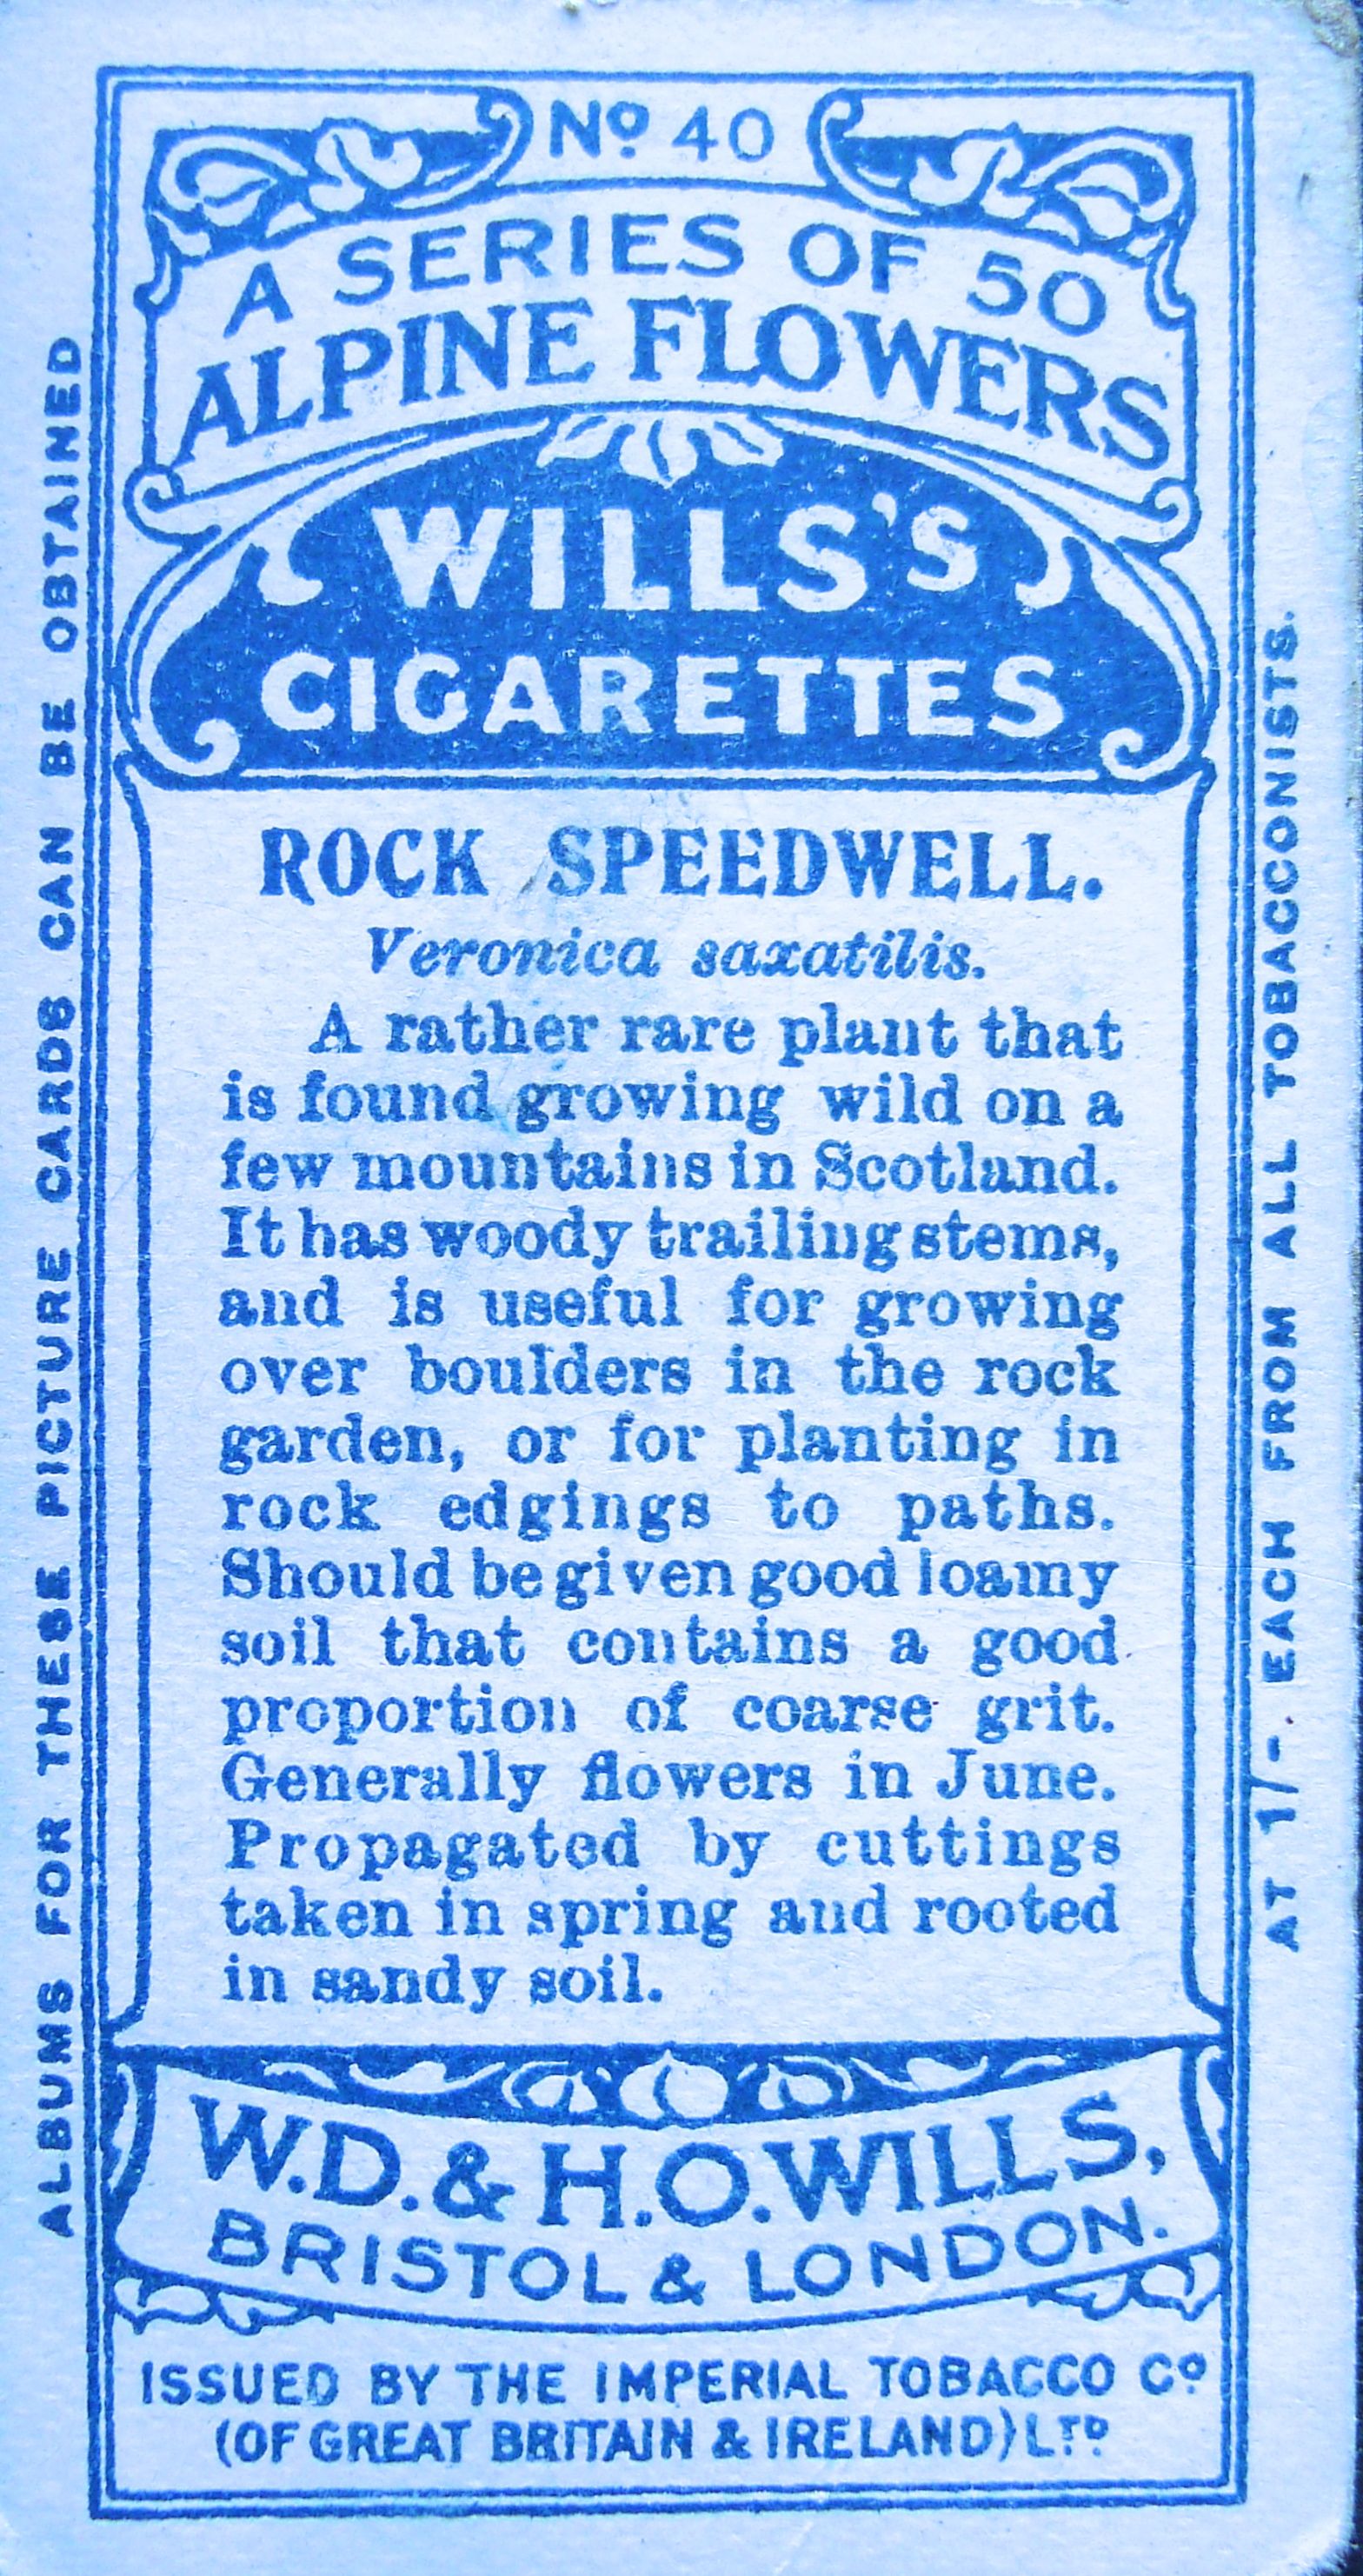 Nº 40
A SERIES OF 50
ALPINE FLOWERS
WILLS'S
CIGARETTES
ROCK SPEEDWELL.
Veronica saxatilis.
A rather rare plant that
is found growing wild on a
few mountains in Scotland.
It has woody trailing stems,
and is useful for growing
over boulders in the rock
garden, or for planting in
rock edgings to paths.
Should be given good loamy
soil that contains a good
proportion of coarse grit.
Generally flowers in June.
Propagated by cuttings
taken in spring and rooted
in sandy soil.
W.D. & H.O. WILLS,
BRISTOL & LONDON.
ISSUED BY THE IMPERIAL TOBACCO Cº
(OF GREAT BRITAIN & IRELAND) LTD
ALBUMS FOR THESE PICTURE CARDS CAN BE OBTAINED
AT 1/-. EACH FROM ALL TOBACCONISTS.